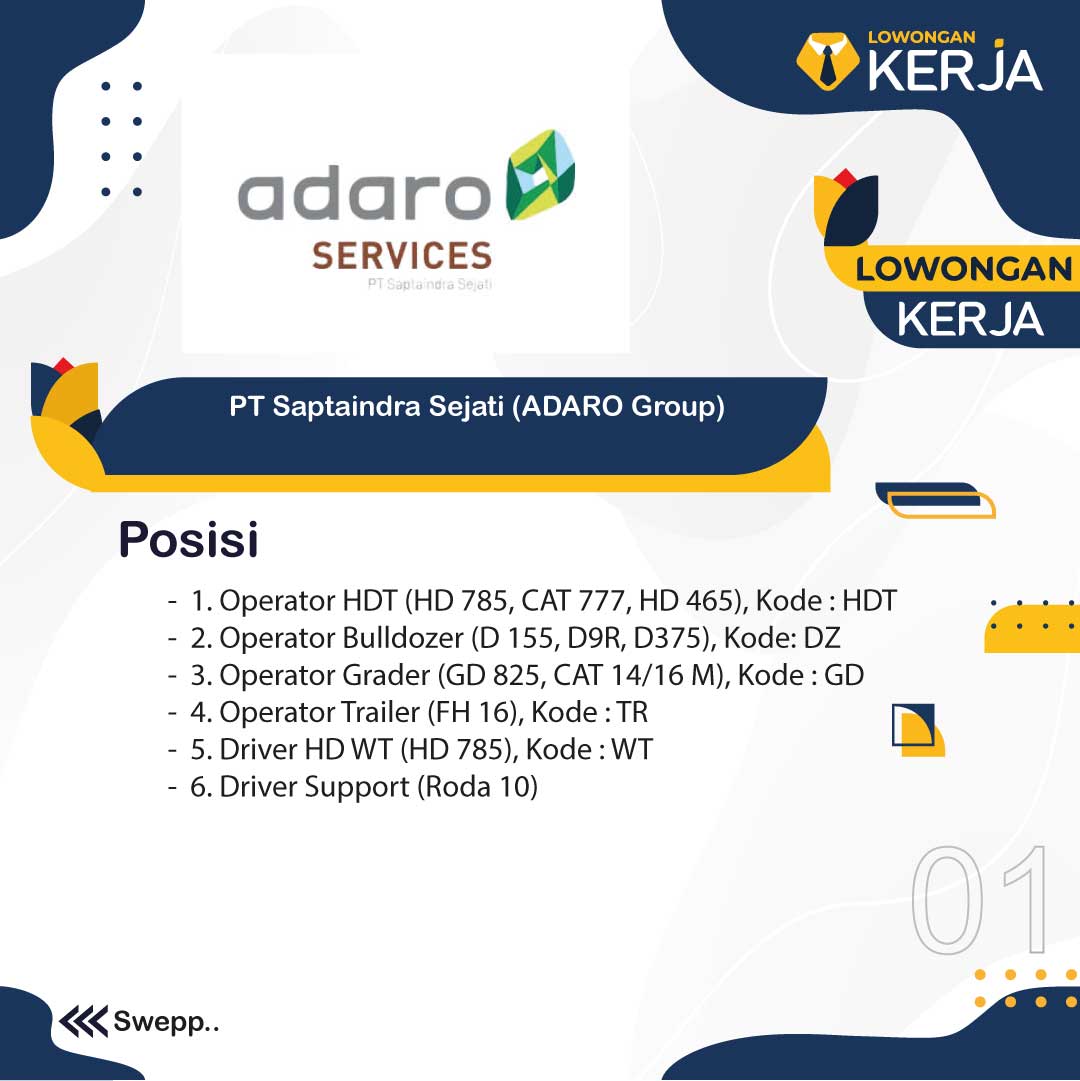 LOWONGAN
KERJA
adaro
SERVICES
PT Saptaindra Sejati
LOWONGAN
KERJA
PT Saptaindra Sejati (ADARO Group)
Posisi
- 1. Operator HDT (HD 785, CAT 777, HD 465), Kode : HDT
- 2. Operator Bulldozer (D 155, D9R, D375), Kode: DZ
- 3. Operator Grader (GD 825, CAT 14/16 M), Kode : GD
- 4. Operator Trailer (FH 16), Kode : TR
- 5. Driver HD WT (HD 785), Kode : WT
- 6. Driver Support (Roda 10)
01
Swepp..